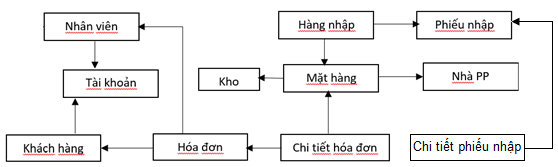 Nhân viên
Hàng nhập
Phiếu nhập
Tài khoản
Kho
Mặt hàng
Nhà PP
Khách hàng
Hóa đơn
Chi tiết hóa đơn
Chi tiết phiếu nhập